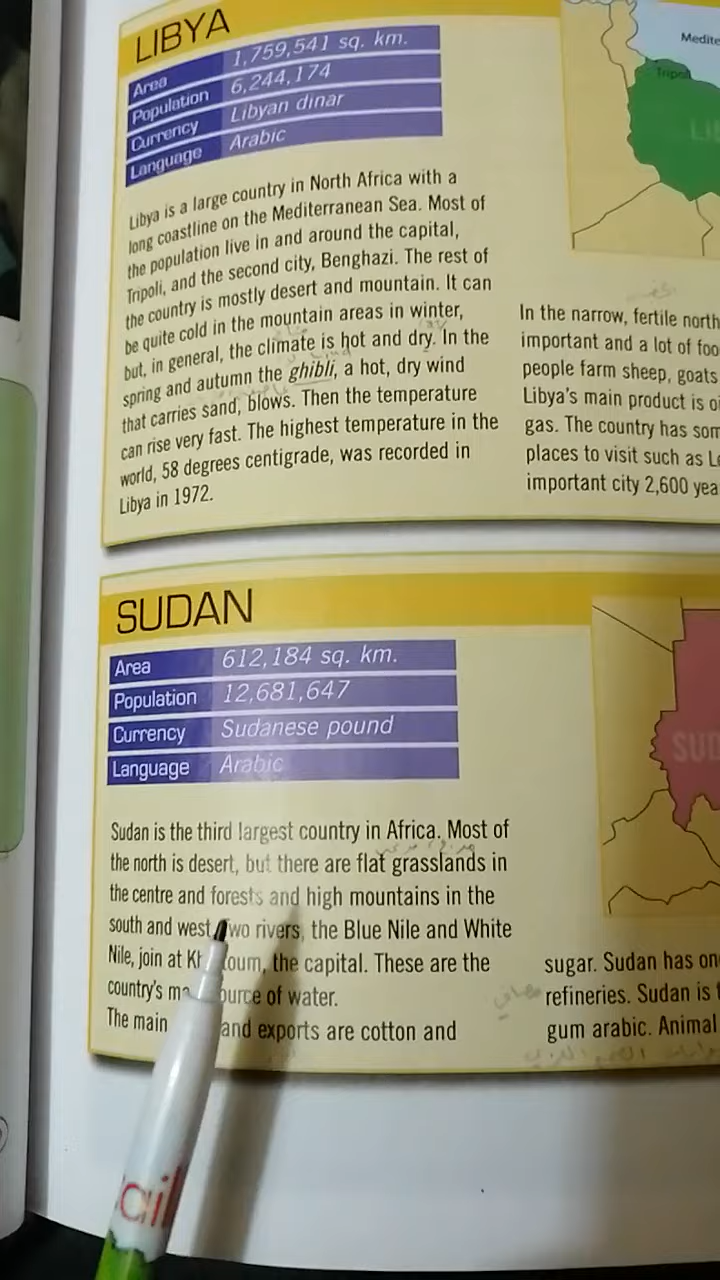 LIBYA
Area 1,759,541 sq. km.
Population 6,244,174
Currency Libyan dinar
Language Arabic
Libya is a large country in North Africa with a
long coastline on the Mediterranean Sea. Most of
the population live in and around the capital,
Tripoli, and the second city, Benghazi. The rest of
the country is mostly desert and mountain. It can
be quite cold in the mountain areas in winter,
but, in general, the climate is hot and dry. In the
spring and autumn the ghibli, a hot, dry wind
that carries sand, blows. Then the temperature
can rise very fast. The highest temperature in the
world, 58 degrees centigrade, was recorded in
Libya in 1972.
Medite
Tripoli
LI
In the narrow, fertile north
important and a lot of foo
people farm sheep, goats
Libya's main product is oi
gas. The country has som
places to visit such as Le
important city 2,600 yea
SUDAN
Area 612,184 sq. km.
Population 12,681,647
Currency Sudanese pound
Language Arabic
Sudan is the third largest country in Africa. Most of
the north is desert, but there are flat grasslands in
the centre and forests and high mountains in the
south and west. Two rivers, the Blue Nile and White
Nile, join at Kh toum, the capital. These are the
country's ma ource of water.
The main and exports are cotton and
SUD
sugar. Sudan has on
refineries. Sudan is t
gum arabic. Animal
ail